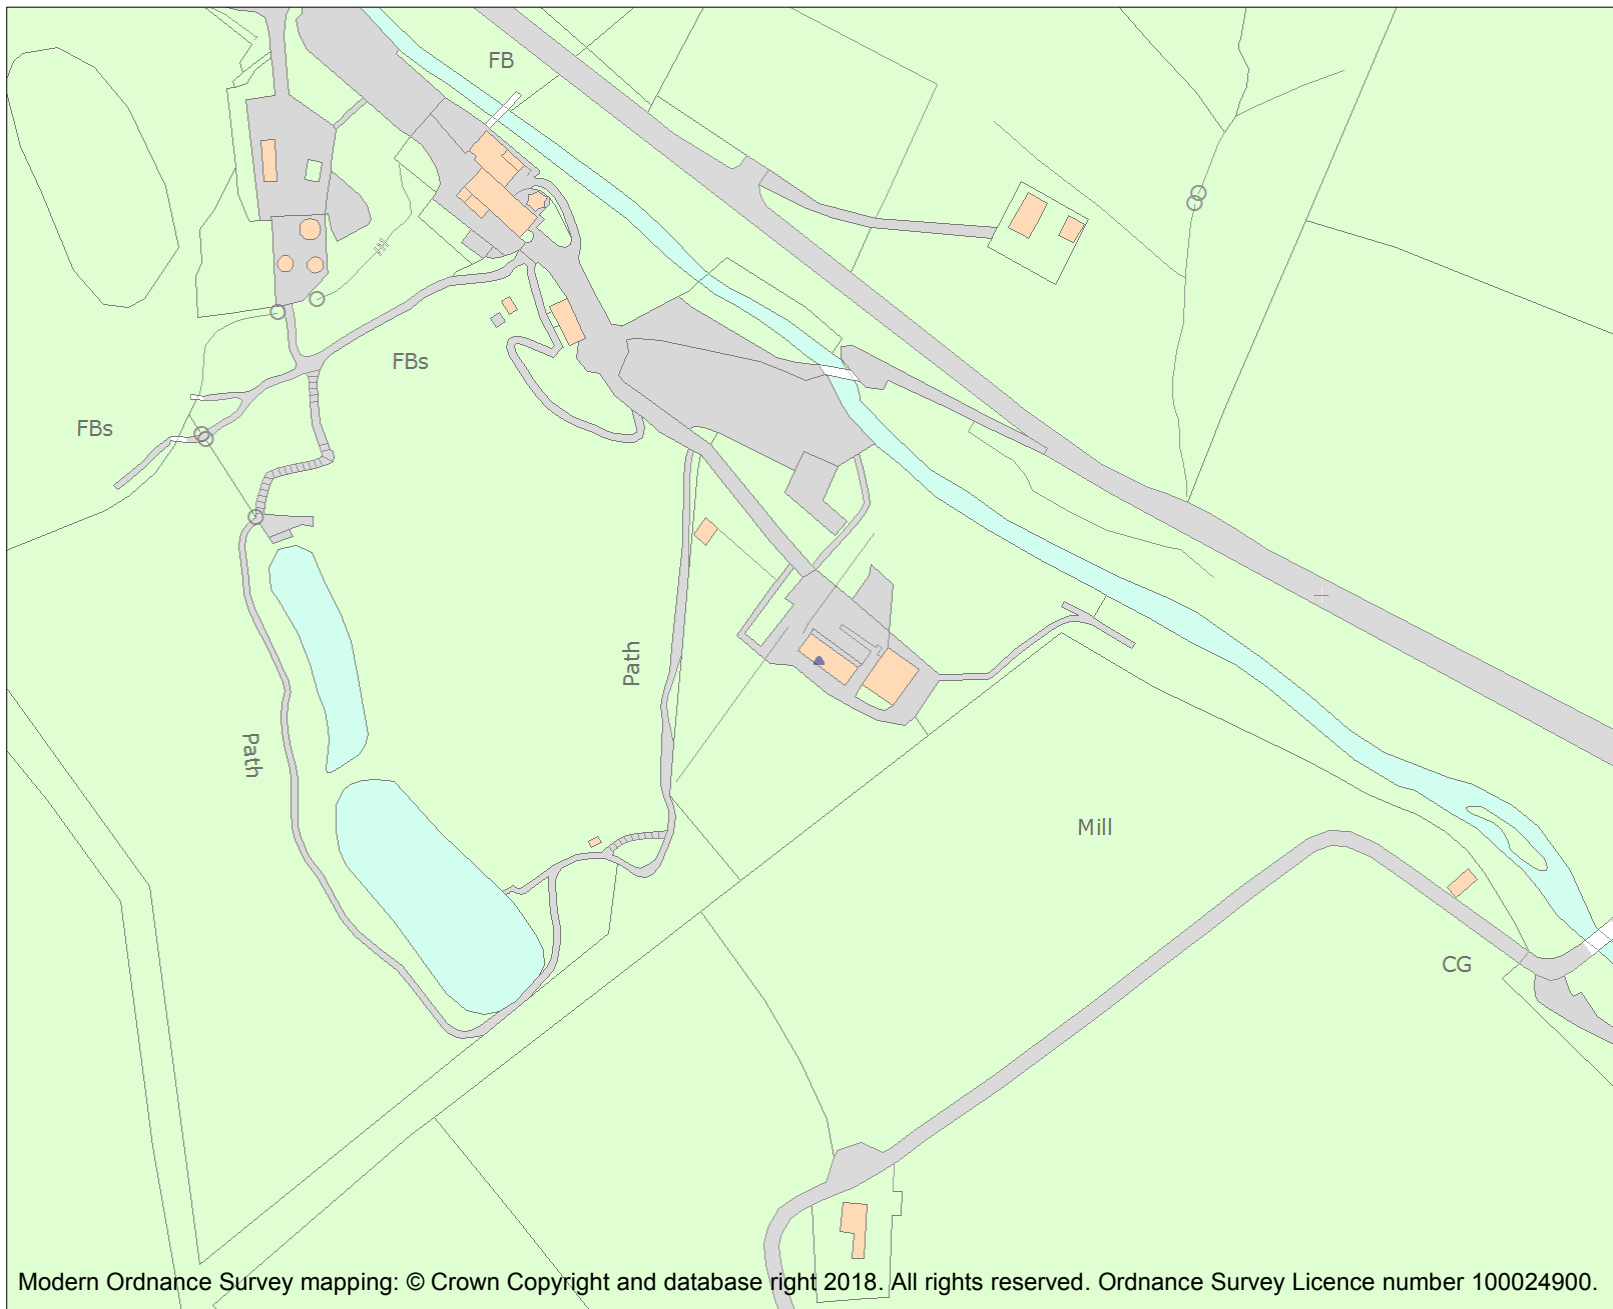 FB
FBs
FBs
Path
Path
Mill
CG
Modern Ordnance Survey mapping: © Crown Copyright and database right 2018. All rights reserved. Ordnance Survey Licence number 100024900.